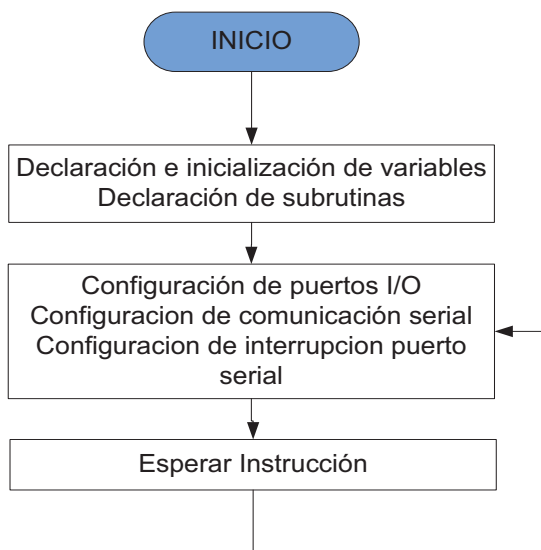 INICIO
Declaración e inicialización de variables
Declaración de subrutinas
Configuración de puertos I/O
Configuracion de comunicación serial
Configuracion de interrupcion puerto
serial
Esperar Instrucción